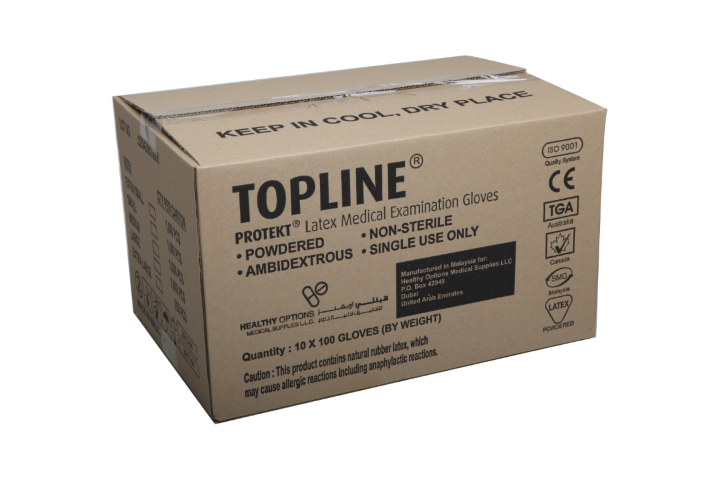 KEEP IN COOL, DRY PLACE
TOPLINE®
PROTEKT® Latex Medical Examination Gloves
• POWDERED
• NON-STERILE
• AMBIDEXTROUS
• SINGLE USE ONLY
Manufactured in Malaysia for:
Healthy Options Medical Supplies LLC
P.O. Box 42948
Dubai
United Arab Emirates
HEALTHY OPTIONS
MEDICAL SUPPLIES L.L.C.
Quantity : 10 X 100 GLOVES (BY WEIGHT)
Caution : This product contains natural rubber latex, which
may cause allergic reactions including anaphylactic reactions.
ISO 9001
Quality System
CE
TGA
Australia
Canada
SMG
Malaysia
LATEX
POWDERED